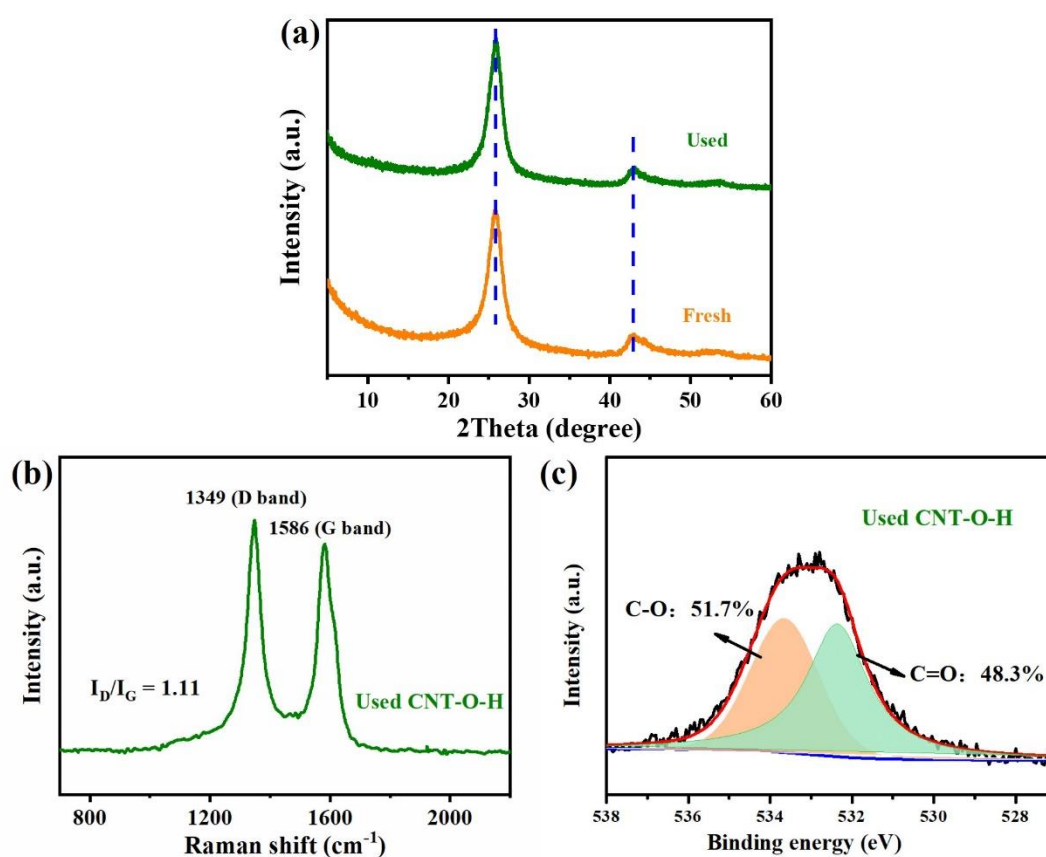 (a)
Intensity (a.u.)
Used
Fresh
10 20 30 40 50 60
2Theta (degree)
(b)
Intensity (a.u.)
1349 (D band)
1586 (G band)
I_D/I_G = 1.11
Used CNT-O-H
800 1200 1600 2000
Raman shift (cm⁻¹)
(c)
Intensity (a.u.)
Used CNT-O-H
C-O：51.7%
C=O：48.3%
538 536 534 532 530 528
Binding energy (eV)